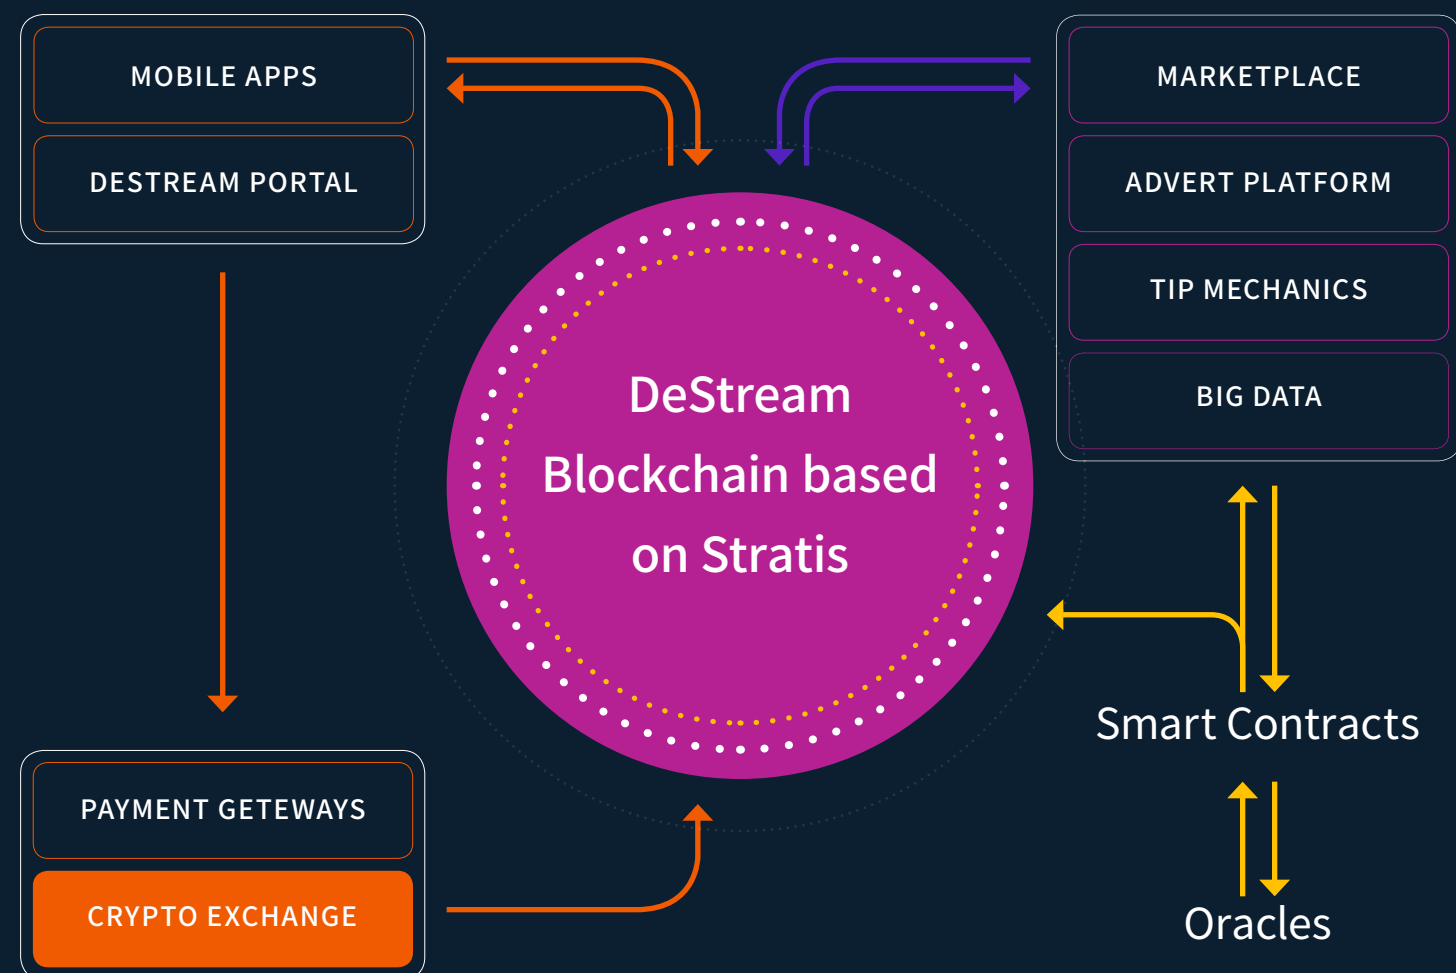 MOBILE APPS
DESTREAM PORTAL
MARKETPLACE
ADVERT PLATFORM
TIP MECHANICS
BIG DATA
DeStream
Blockchain based
on Stratis
Smart Contracts
Oracles
PAYMENT GETEWAYS
CRYPTO EXCHANGE